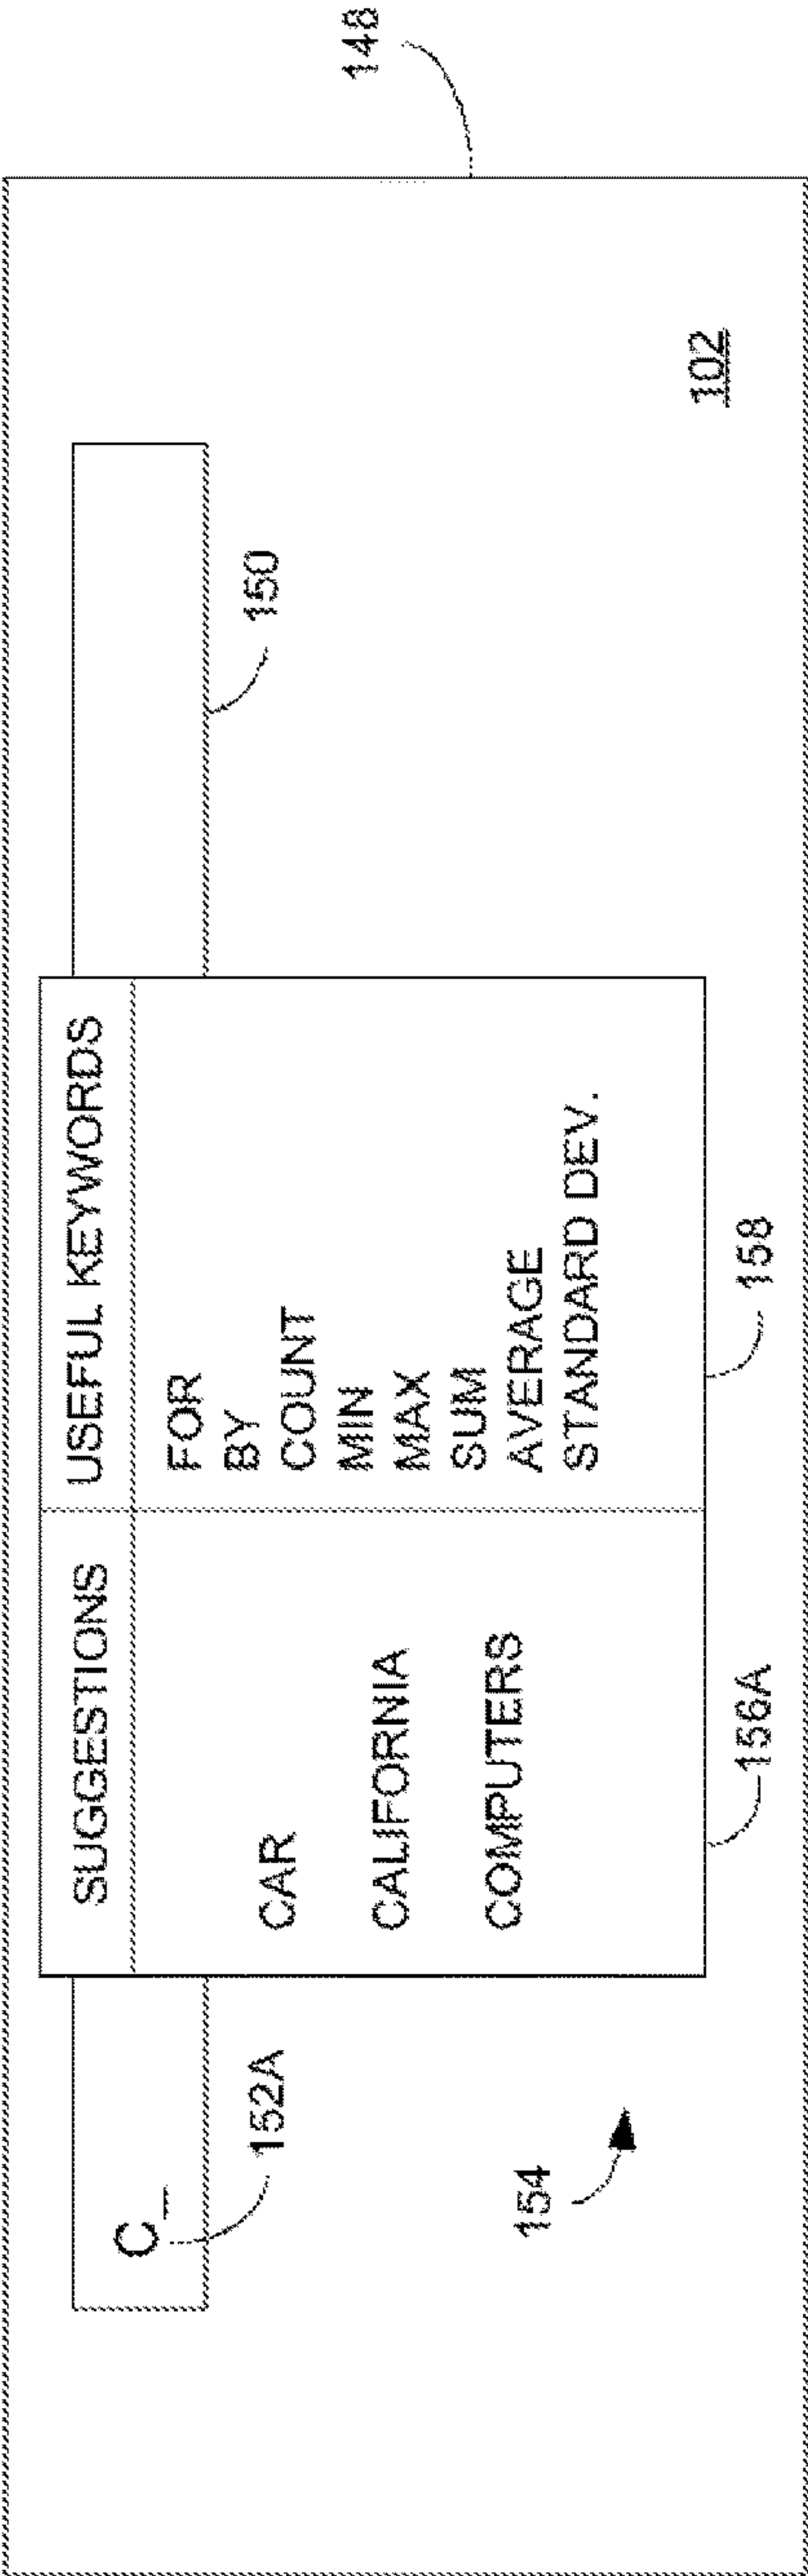 148
C_
152A
150
SUGGESTIONS
USEFUL KEYWORDS
CAR
CALIFORNIA
COMPUTERS
FOR
BY
COUNT
MIN
MAX
SUM
AVERAGE
STANDARD DEV.
154
156A
158
102